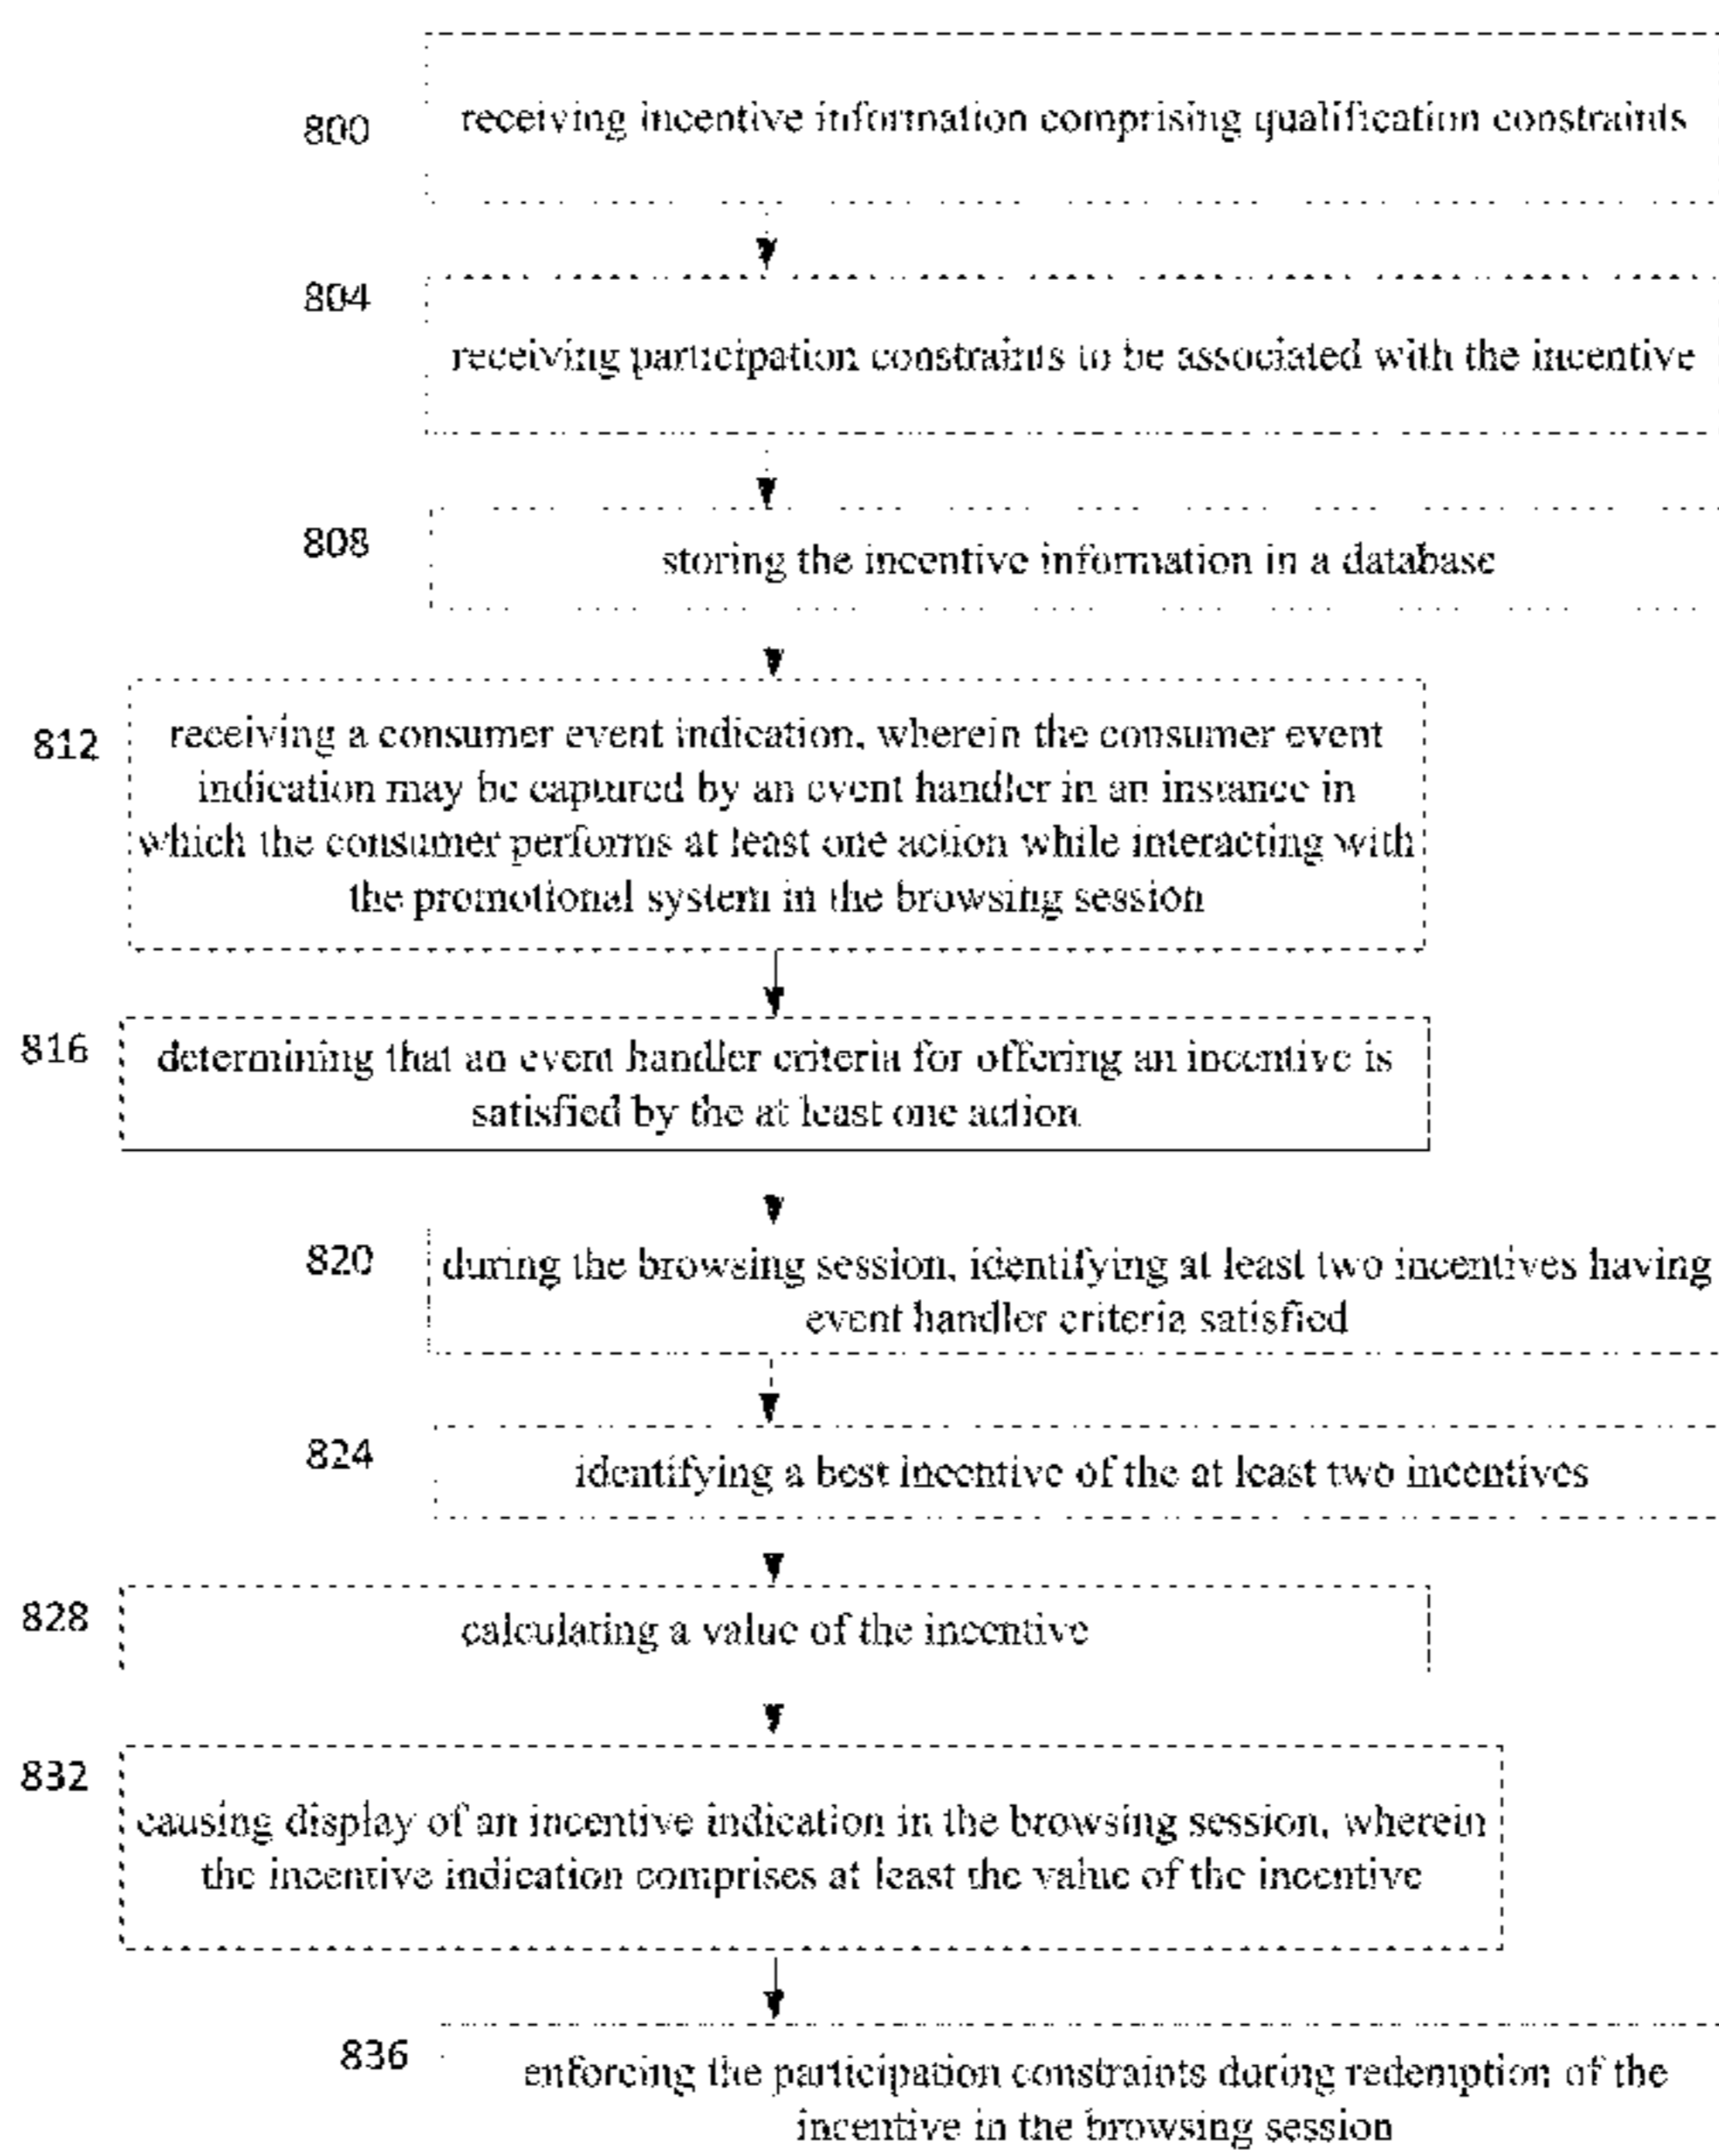 800
receiving incentive information comprising qualification constraints
804
receiving participation constraints to be associated with the incentive
808
storing the incentive information in a database
812
receiving a consumer event indication, wherein the consumer event
indication may be captured by an event handler in an instance in
which the consumer performs at least one action while interacting with
the promotional system in the browsing session
816
determining that an event handler criteria for offering an incentive is
satisfied by the at least one action
820
during the browsing session, identifying at least two incentives having
event handler criteria satisfied
824
identifying a best incentive of the at least two incentives
828
calculating a value of the incentive
832
causing display of an incentive indication in the browsing session, wherein
the incentive indication comprises at least the value of the incentive
836
enforcing the participation constraints during redemption of the
incentive in the browsing session